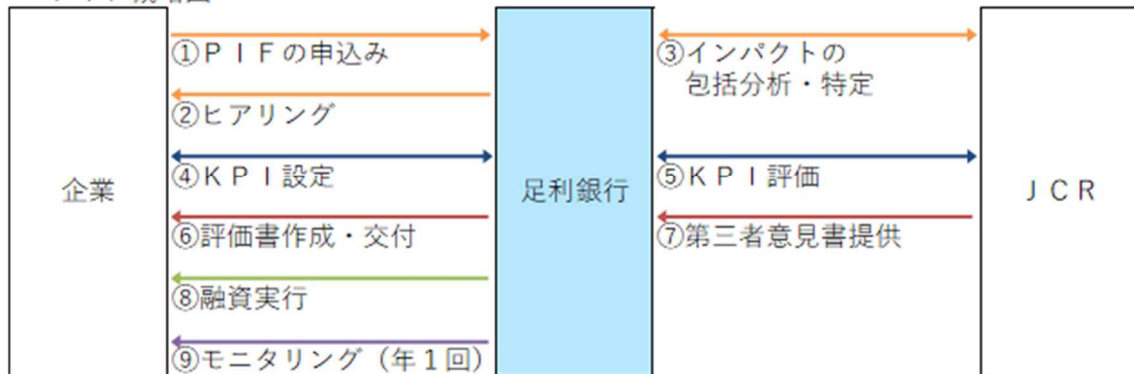 企業
①ＰＩＦの申込み
②ヒアリング
④ＫＰＩ設定
⑥評価書作成・交付
⑧融資実行
⑨モニタリング（年１回）
足利銀行
③インパクトの
包括分析・特定
⑤ＫＰＩ評価
⑦第三者意見書提供
ＪＣＲ